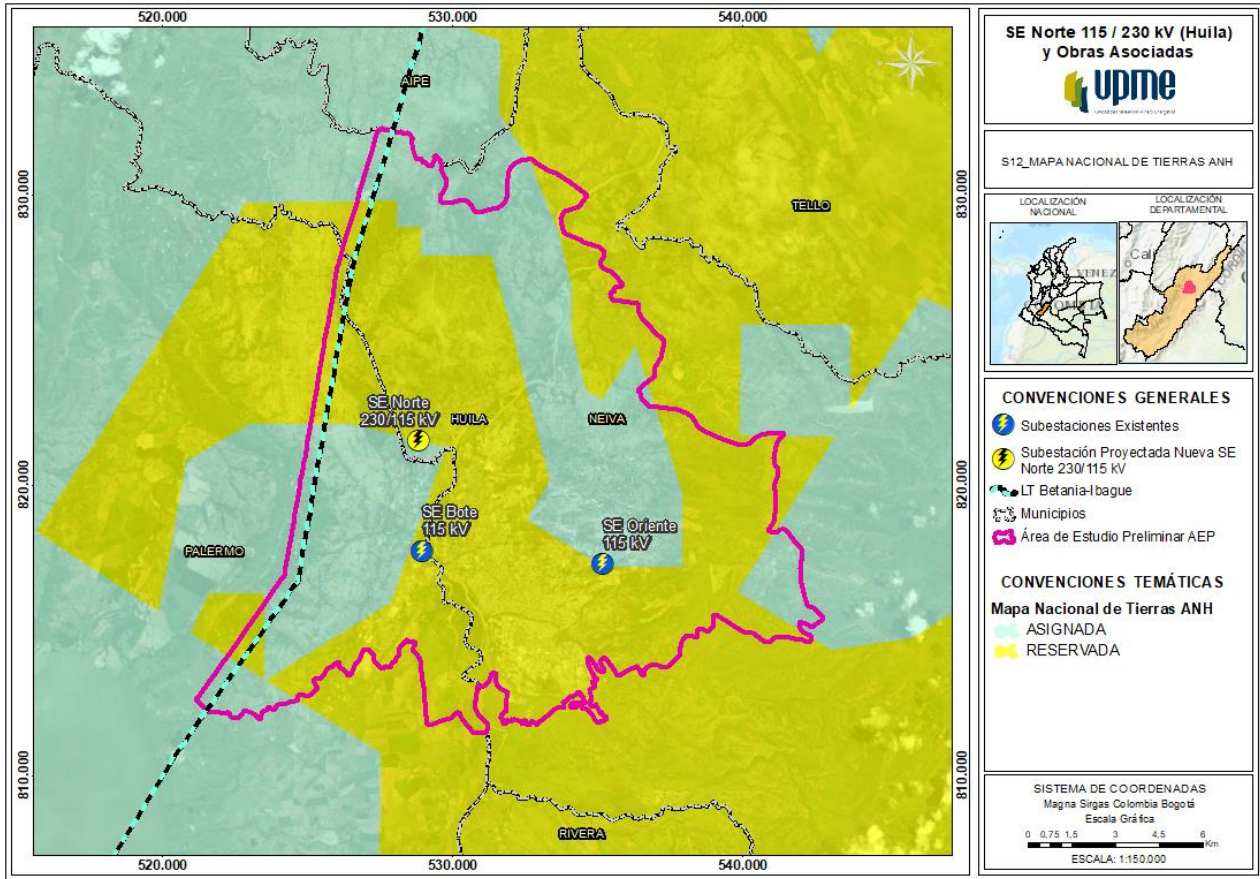 520.000
530.000
540.000
830.000
820.000
810.000
AIPE
TELLO
SE Norte
230/115 kV
HUILA
NEIVA
SE Bote
115 kV
SE Oriente
115 kV
PALERMO
RIVERA
830.000
820.000
810.000
520.000
530.000
540.000
SE Norte 115 / 230 kV (Huila)
y Obras Asociadas
upme
S12_MAPA NACIONAL DE TIERRAS ANH
LOCALIZACIÓN
NACIONAL
LOCALIZACIÓN
DEPARTAMENTAL
VENEZ
Cali
CONVENCIONES GENERALES
Subestaciones Existentes
Subestación Proyectada Nueva SE
Norte 230/115 kV
LT Betania-Ibague
Municipios
Área de Estudio Preliminar AEP
CONVENCIONES TEMÁTICAS
Mapa Nacional de Tierras ANH
ASIGNADA
RESERVADA
SISTEMA DE COORDENADAS
Magna Sirgas Colombia Bogotá
Escala Gráfica
0 0,75 1,5 3 4,5 6
Km
ESCALA: 1:150.000